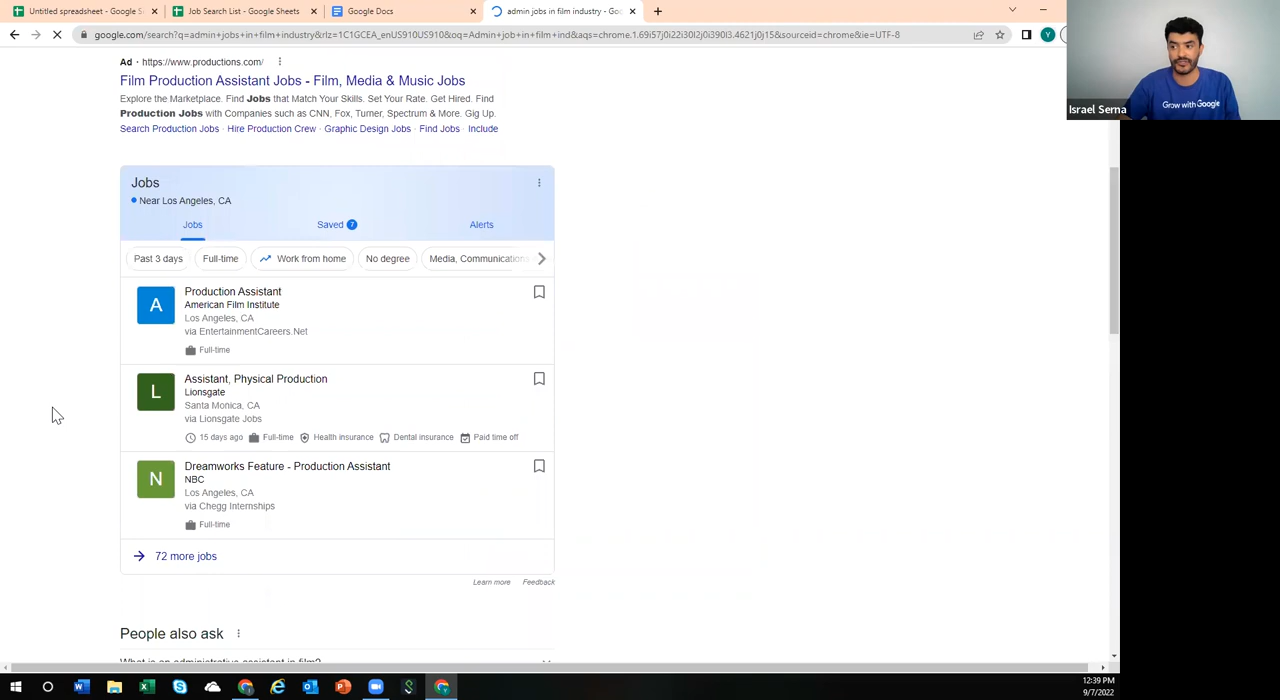 Untitled spreadsheet - Google S
Job Search List - Google Sheets
Google Docs
admin jobs in film industry - Goo
google.com/search?q=admin+jobs+in+film+industry&rlz=1C1GCEA_enUS910US910&oq=Admin+job+in+film+ind&aqs=chrome.1.69i57j0i22i30l2j0i390l3.4621j0j15&sourceid=chrome&ie=UTF-8
Y
Ad · https://www.productions.com/
Film Production Assistant Jobs - Film, Media & Music Jobs
Explore the Marketplace. Find Jobs that Match Your Skills. Set Your Rate. Get Hired. Find
Production Jobs with Companies such as CNN, Fox, Turner, Spectrum & More. Gig Up.
Search Production Jobs · Hire Production Crew · Graphic Design Jobs · Find Jobs · Include
Grow with Google
Israel Serna
Jobs
Near Los Angeles, CA
Jobs
Saved 7
Alerts
Past 3 days
Full-time
Work from home
No degree
Media, Communications
A
Production Assistant
American Film Institute
Los Angeles, CA
via EntertainmentCareers.Net
Full-time
L
Assistant, Physical Production
Lionsgate
Santa Monica, CA
via Lionsgate Jobs
15 days ago Full-time Health insurance Dental insurance Paid time off
N
Dreamworks Feature - Production Assistant
NBC
Los Angeles, CA
via Chegg Internships
Full-time
72 more jobs
Learn more Feedback
People also ask
What is an administrative assistant in film?
12:39 PM
9/7/2022